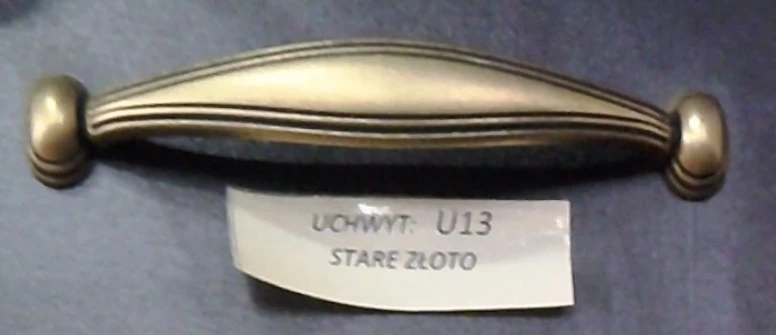 UCHWYT: U13
STARE ZŁOTO